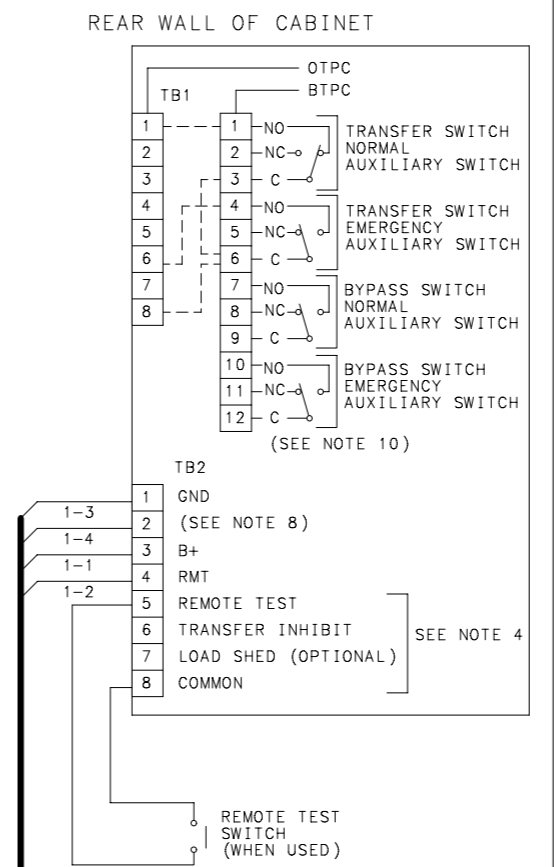 REAR WALL OF CABINET
OTPC
TB1
BTPC
1 1 NO
2 2 NC
3 3 C
TRANSFER SWITCH
NORMAL
AUXILIARY SWITCH
4 4 NO
5 5 NC
6 6 C
TRANSFER SWITCH
EMERGENCY
AUXILIARY SWITCH
7 7 NO
8 8 NC
9 C
BYPASS SWITCH
NORMAL
AUXILIARY SWITCH
10 NO
11 NC
12 C
BYPASS SWITCH
EMERGENCY
AUXILIARY SWITCH
(SEE NOTE 10)
TB2
1 GND
1-3
2 (SEE NOTE 8)
1-4
3 B+
1-1
4 RMT
1-2
5 REMOTE TEST
6 TRANSFER INHIBIT
7 LOAD SHED (OPTIONAL)
8 COMMON
SEE NOTE 4
REMOTE TEST
SWITCH
(WHEN USED)